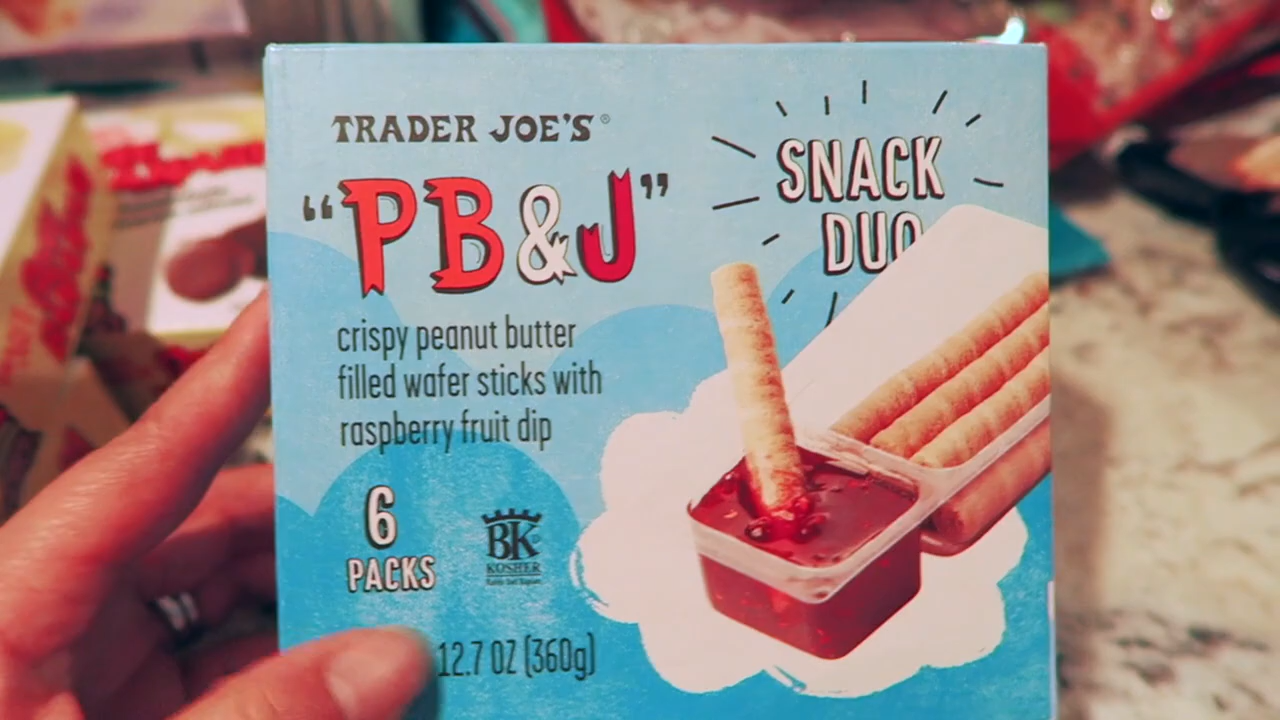 TRADER JOE'S®
"PB&J"
SNACK
DUO
crispy peanut butter
filled wafer sticks with
raspberry fruit dip
6
PACKS
BK
KOSHER
12.7 OZ (360g)